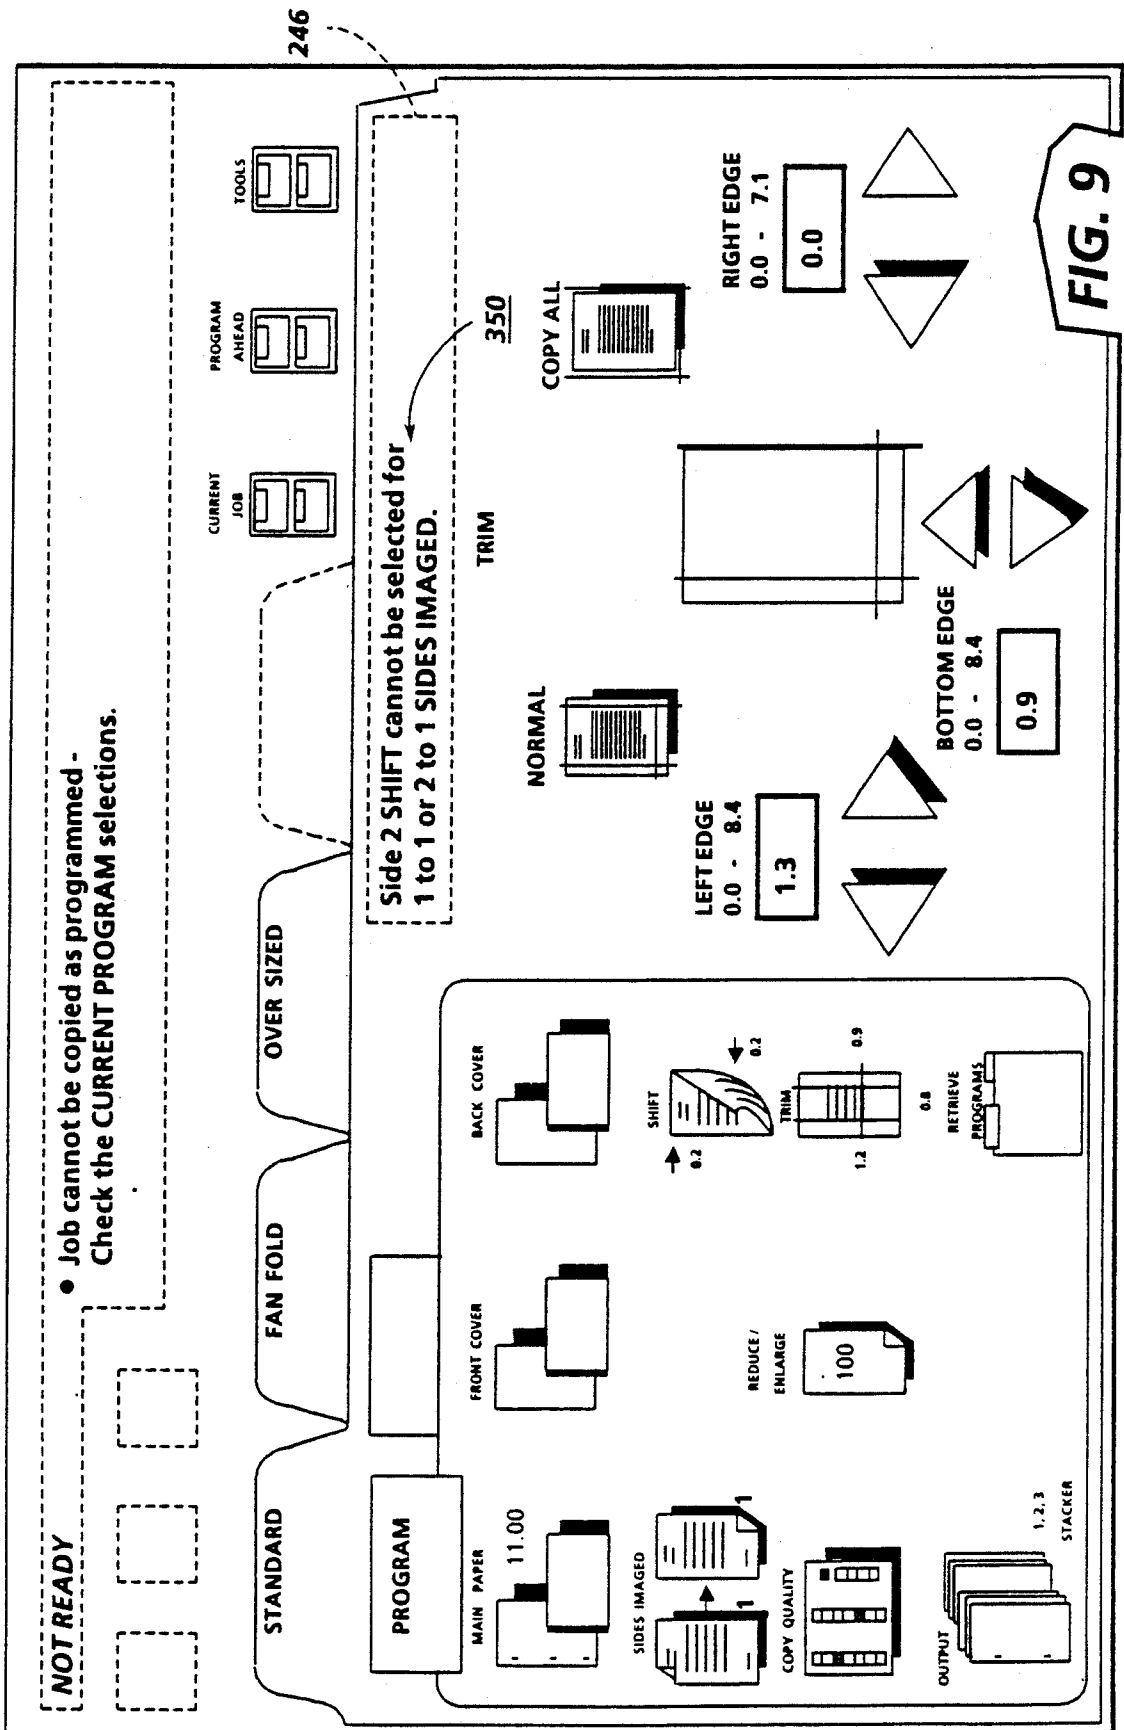 246
NOT READY
• Job cannot be copied as programmed -
Check the CURRENT PROGRAM selections.
CURRENT
JOB
PROGRAM
AHEAD
TOOLS
STANDARD
FAN FOLD
OVER SIZED
PROGRAM
Side 2 SHIFT cannot be selected for
1 to 1 or 2 to 1 SIDES IMAGED.
350
MAIN PAPER
11.00
FRONT COVER
BACK COVER
SIDES IMAGED
1
1
SHIFT
0.2
0.2
COPY QUALITY
REDUCE /
ENLARGE
100
TRIM
1.2
0.9
0.8
OUTPUT
1, 2, 3
STACKER
RETRIEVE
PROGRAMS
TRIM
NORMAL
COPY ALL
LEFT EDGE
0.0 - 8.4
1.3
RIGHT EDGE
0.0 - 7.1
0.0
BOTTOM EDGE
0.0 - 8.4
0.9
FIG. 9